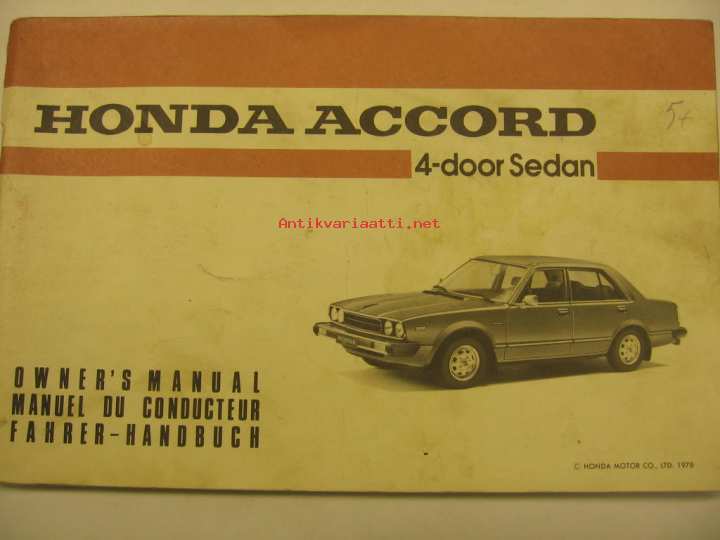 HONDA ACCORD
5+
4-door Sedan
Antikvariaatti.net
OWNER'S MANUAL
MANUEL DU CONDUCTEUR
FAHRER-HANDBUCH
© HONDA MOTOR CO., LTD. 1978